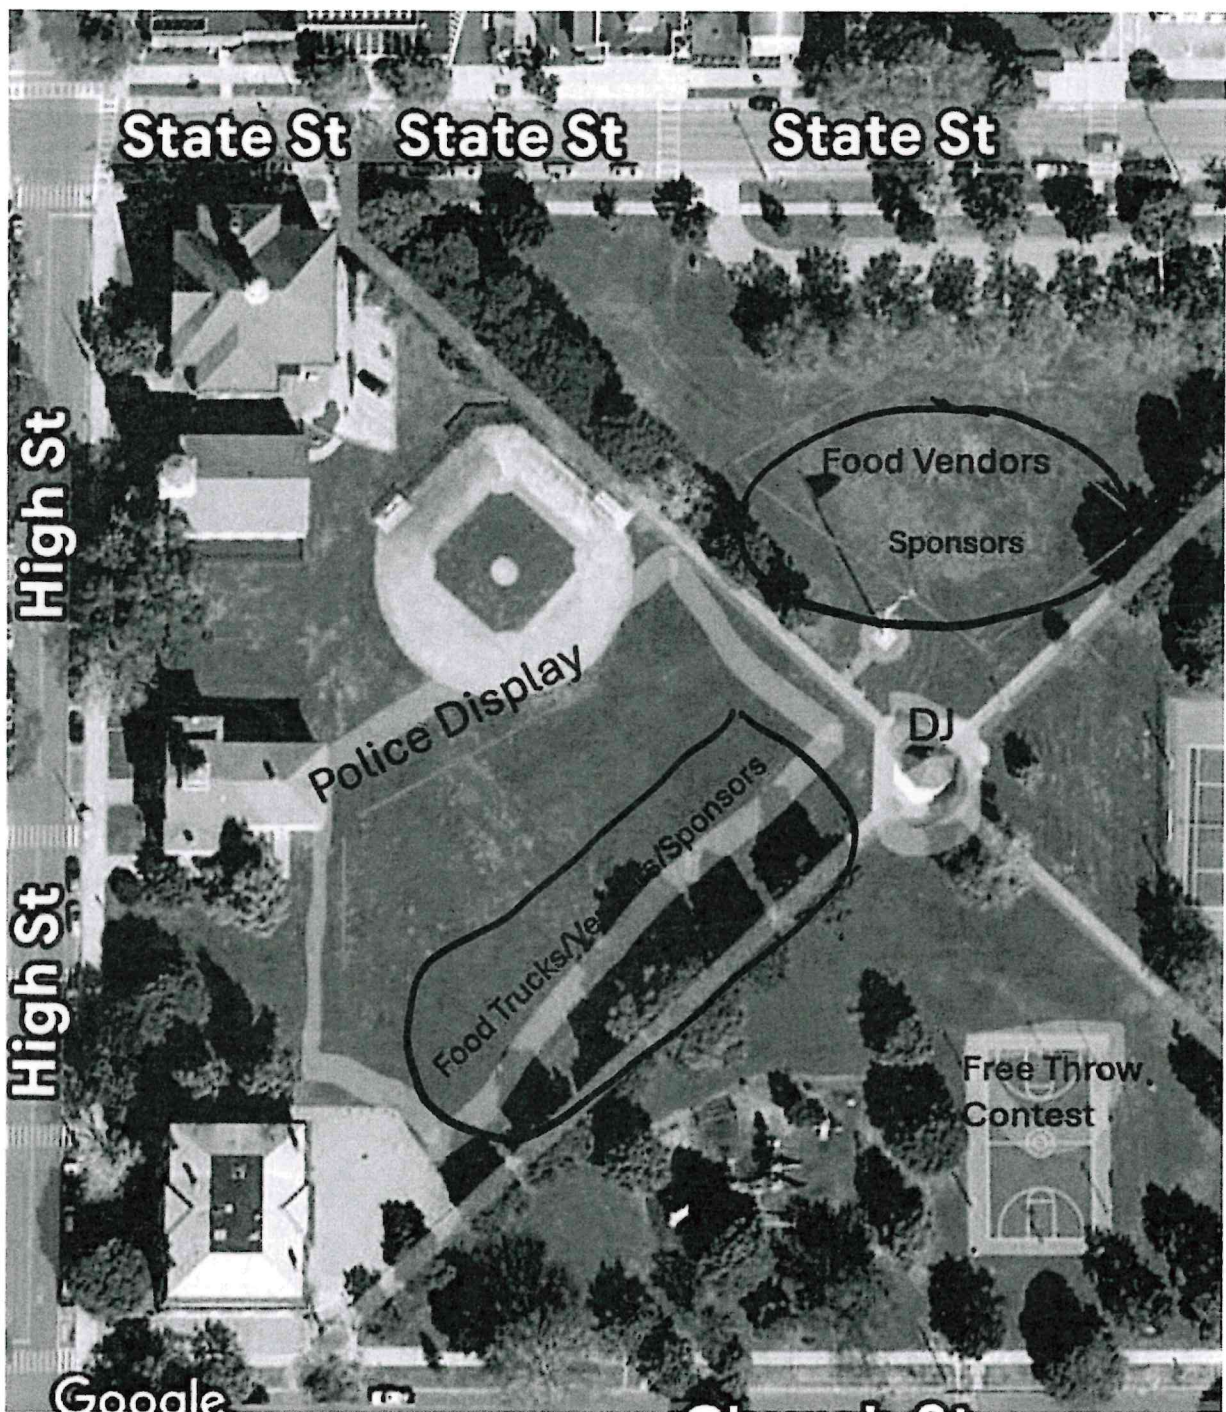 State St State St State St
High St
Food Vendors
Sponsors
Police Display
DJ
Food Trucks/Ve s/Sponsors
High St
Free Throw
Contest
Google